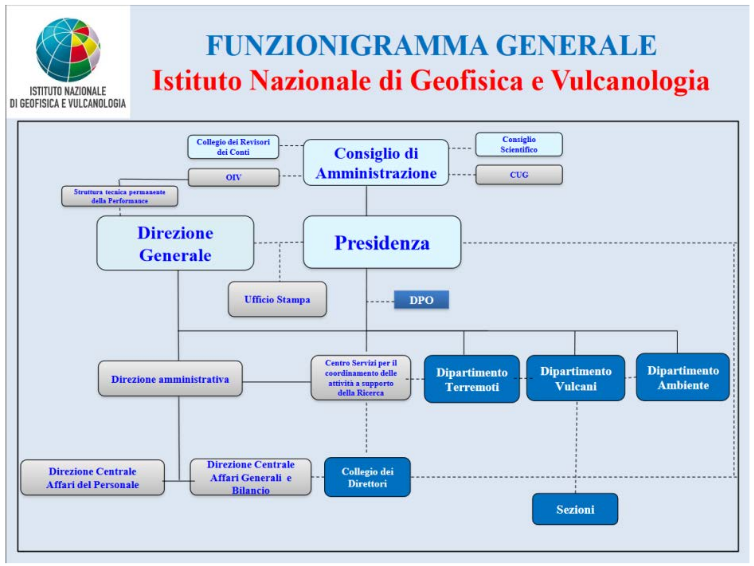 FUNZIONIGRAMMA GENERALE
Istituto Nazionale di Geofisica e Vulcanologia
ISTITUTO NAZIONALE
DI GEOFISICA E VULCANOLOGIA
Collegio dei Revisori
dei Conti
Consiglio di
Amministrazione
Consiglio
Scientifico
OIV
CUG
Struttura tecnica permanente
della Performance
Direzione
Generale
Presidenza
Ufficio Stampa
DPO
Direzione amministrativa
Centro Servizi per il
coordinamento delle
attività a supporto
della Ricerca
Dipartimento
Terremoti
Dipartimento
Vulcani
Dipartimento
Ambiente
Direzione Centrale
Affari del Personale
Direzione Centrale
Affari Generali e
Bilancio
Collegio dei
Direttori
Sezioni